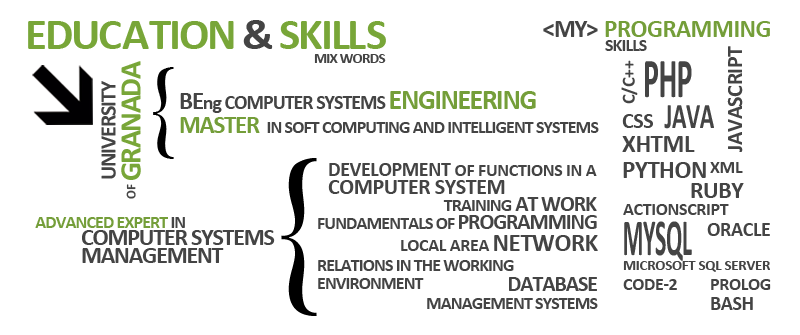 EDUCATION & SKILLS
MIX WORDS
UNIVERSITY
OF GRANADA
BEng COMPUTER SYSTEMS ENGINEERING
MASTER IN SOFT COMPUTING AND INTELLIGENT SYSTEMS
ADVANCED EXPERT IN
COMPUTER SYSTEMS
MANAGEMENT
DEVELOPMENT OF FUNCTIONS IN A
COMPUTER SYSTEM
TRAINING AT WORK
FUNDAMENTALS OF PROGRAMMING
LOCAL AREA NETWORK
RELATIONS IN THE WORKING
ENVIRONMENT
DATABASE
MANAGEMENT SYSTEMS
<MY> PROGRAMMING
SKILLS
C/C++
PHP
JAVASCRIPT
CSS JAVA
XHTML
PYTHON XML
RUBY
ACTIONSCRIPT
MYSQL ORACLE
MICROSOFT SQL SERVER
CODE-2 PROLOG
BASH